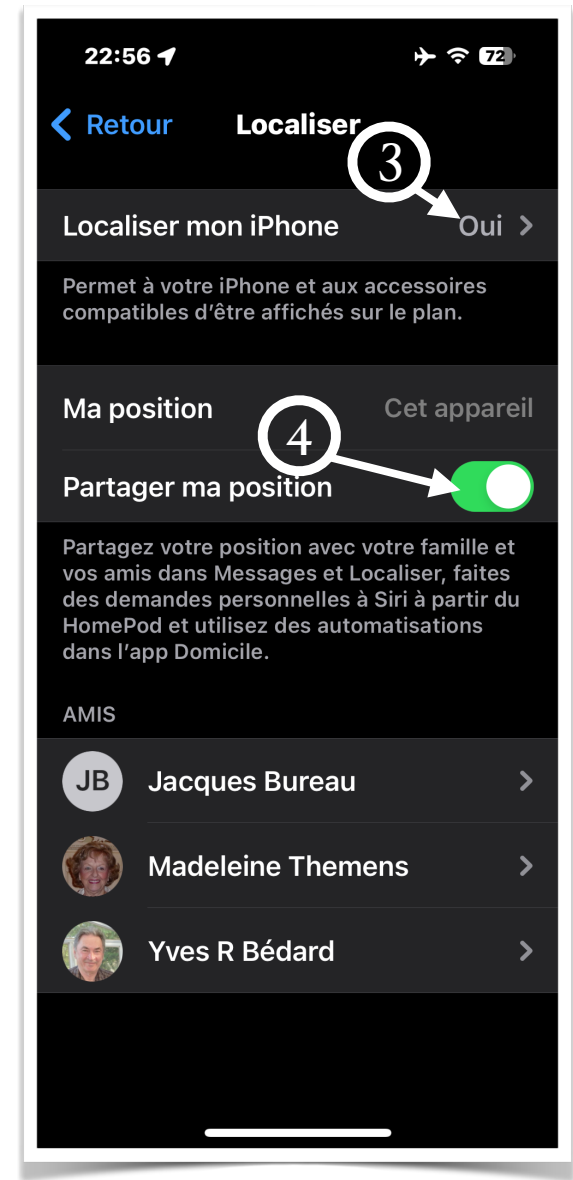 22:56
72
Retour
Localiser
3
Localiser mon iPhone
Oui
Permet à votre iPhone et aux accessoires
compatibles d’être affichés sur le plan.
Ma position
Cet appareil
4
Partager ma position
Partagez votre position avec votre famille et
vos amis dans Messages et Localiser, faites
des demandes personnelles à Siri à partir du
HomePod et utilisez des automatisations
dans l’app Domicile.
AMIS
JB
Jacques Bureau
Madeleine Themens
Yves R Bédard